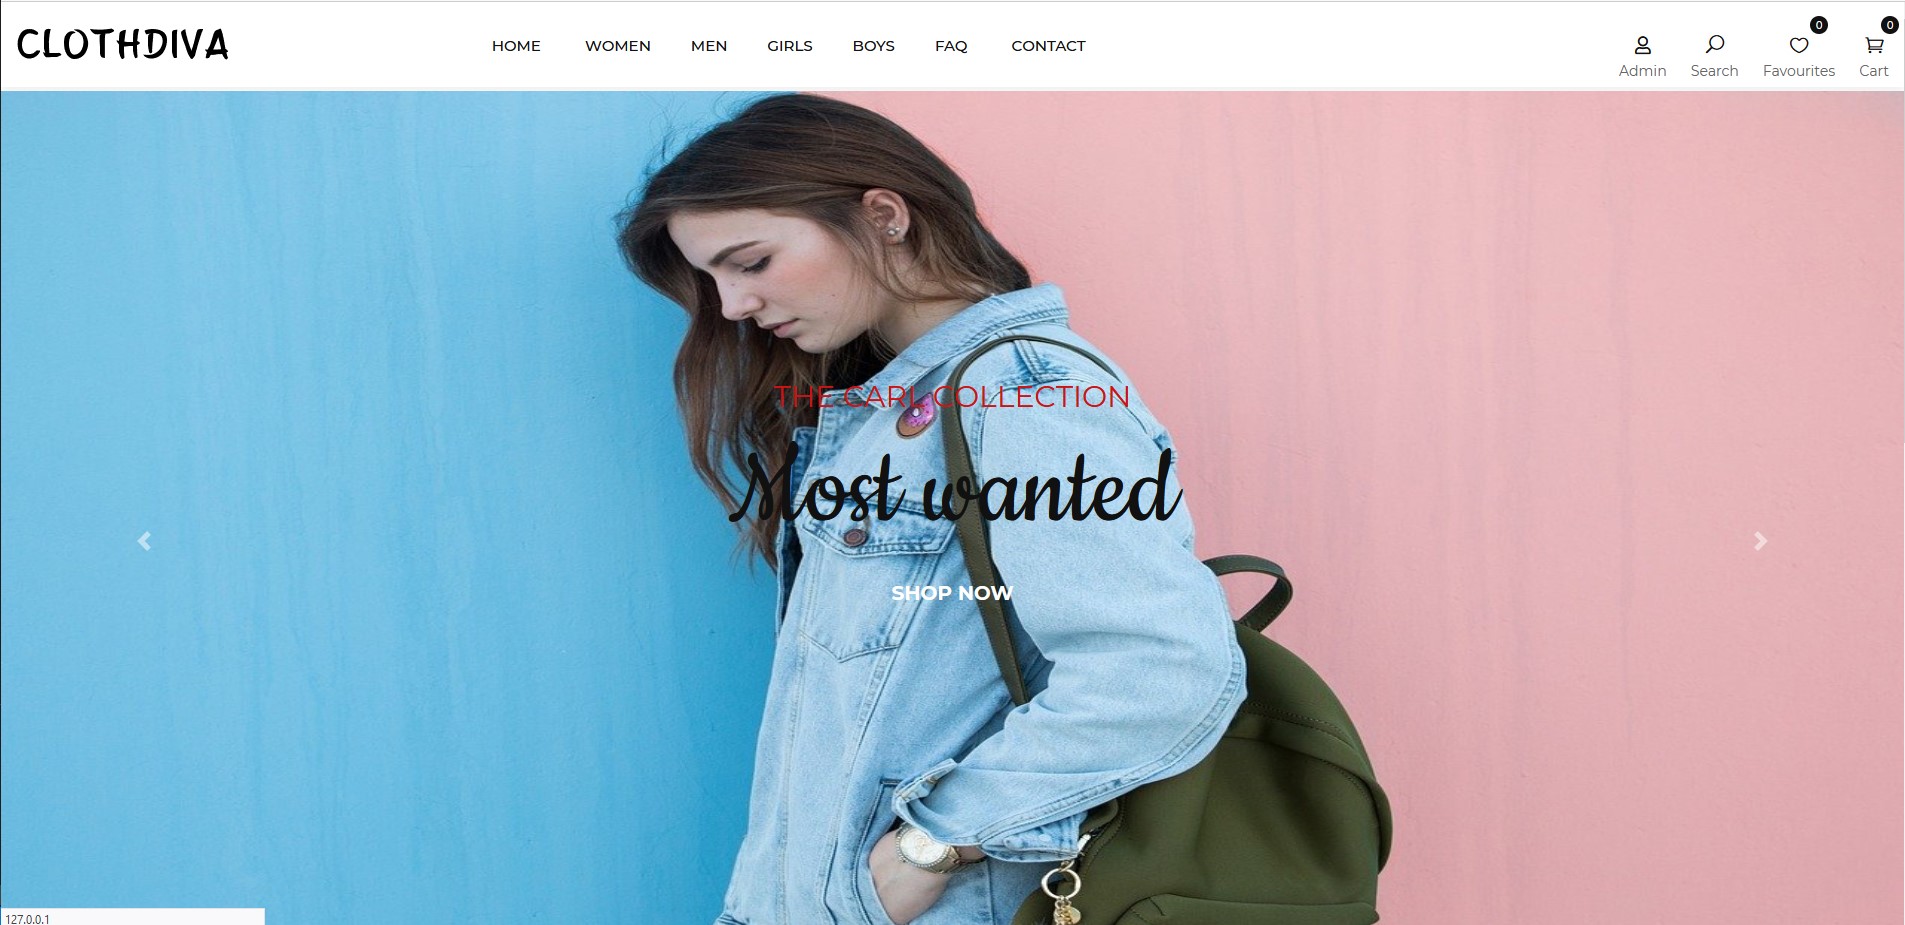 CLOTHDIVA
HOME WOMEN MEN GIRLS BOYS FAQ CONTACT
0 0
Admin Search Favourites Cart
THE CARL COLLECTION
Most wanted
SHOP NOW
127.0.0.1